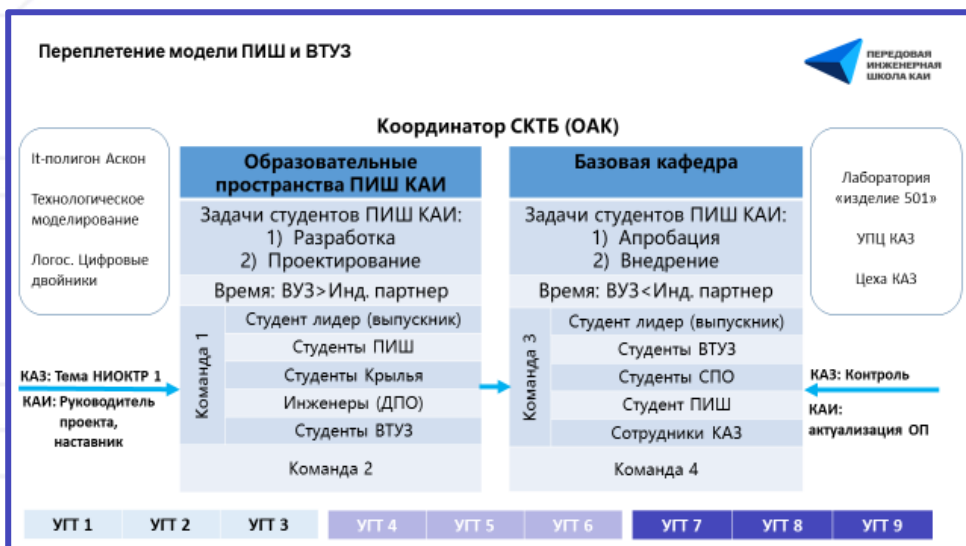 Переплетение модели ПИШ и ВТУЗ
ПЕРЕДОВАЯ
ИНЖЕНЕРНАЯ
ШКОЛА КАИ
Координатор СКТБ (ОАК)
It-полигон Аскон
Технологическое
моделирование
Логос. Цифровые
двойники
Образовательные
пространства ПИШ КАИ
Задачи студентов ПИШ КАИ:
1) Разработка
2) Проектирование
Время: ВУЗ>Инд. партнер
Команда 1
Студент лидер (выпускник)
Студенты ПИШ
Студенты Крылья
Инженеры (ДПО)
Студенты ВТУЗ
Команда 2
Базовая кафедра
Задачи студентов ПИШ КАИ:
1) Апробация
2) Внедрение
Время: ВУЗ<Инд. партнер
Команда 3
Студент лидер (выпускник)
Студенты ВТУЗ
Студенты СПО
Студент ПИШ
Сотрудники КАЗ
Команда 4
Лаборатория
«изделие 501»
УПЦ КАЗ
Цеха КАЗ
КАЗ: Тема НИОКТР 1
КАИ: Руководитель
проекта,
наставник
КАЗ: Контроль
КАИ:
актуализация ОП
УГТ 1 УГТ 2 УГТ 3 УГТ 4 УГТ 5 УГТ 6 УГТ 7 УГТ 8 УГТ 9